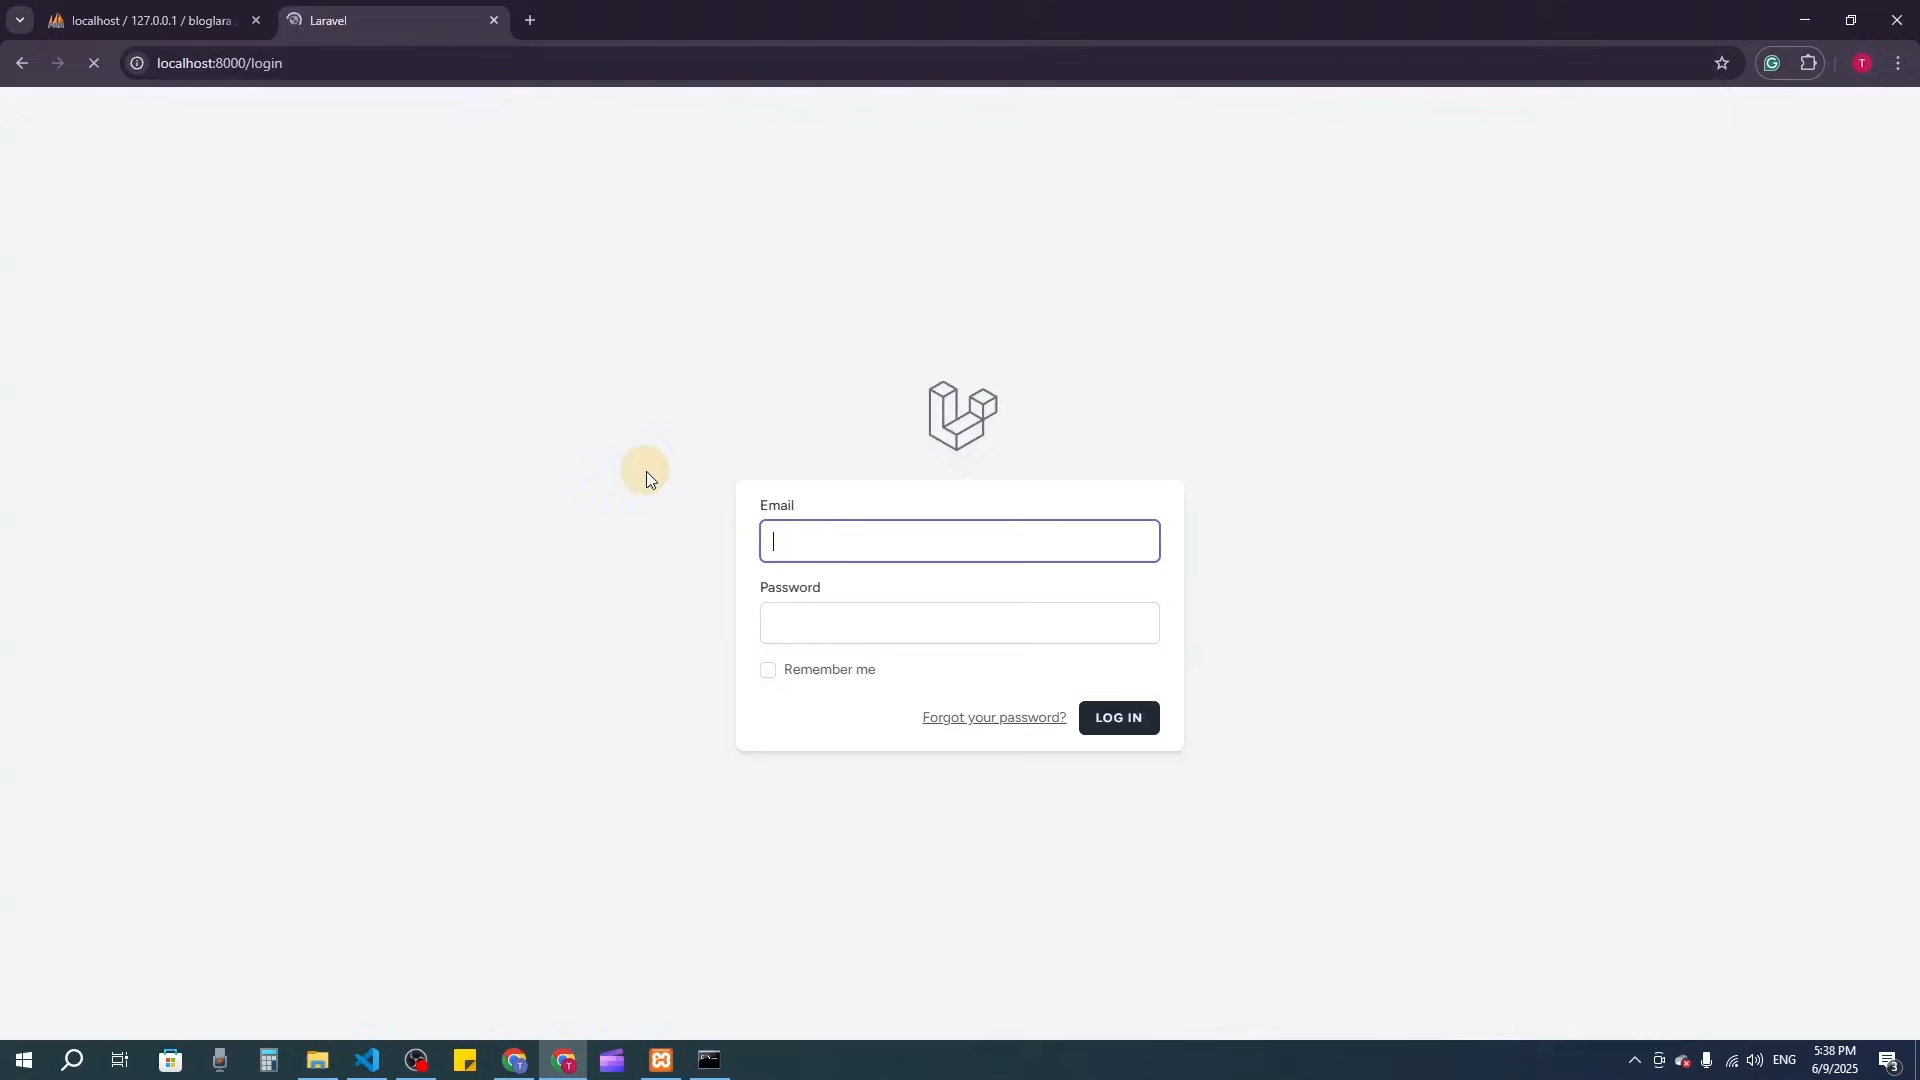 localhost / 127.0.0.1 / bloglara
Laravel
localhost:8000/login
T
Email
Password
Remember me
Forgot your password?
LOG IN
ENG
5:38 PM
6/9/2025
3